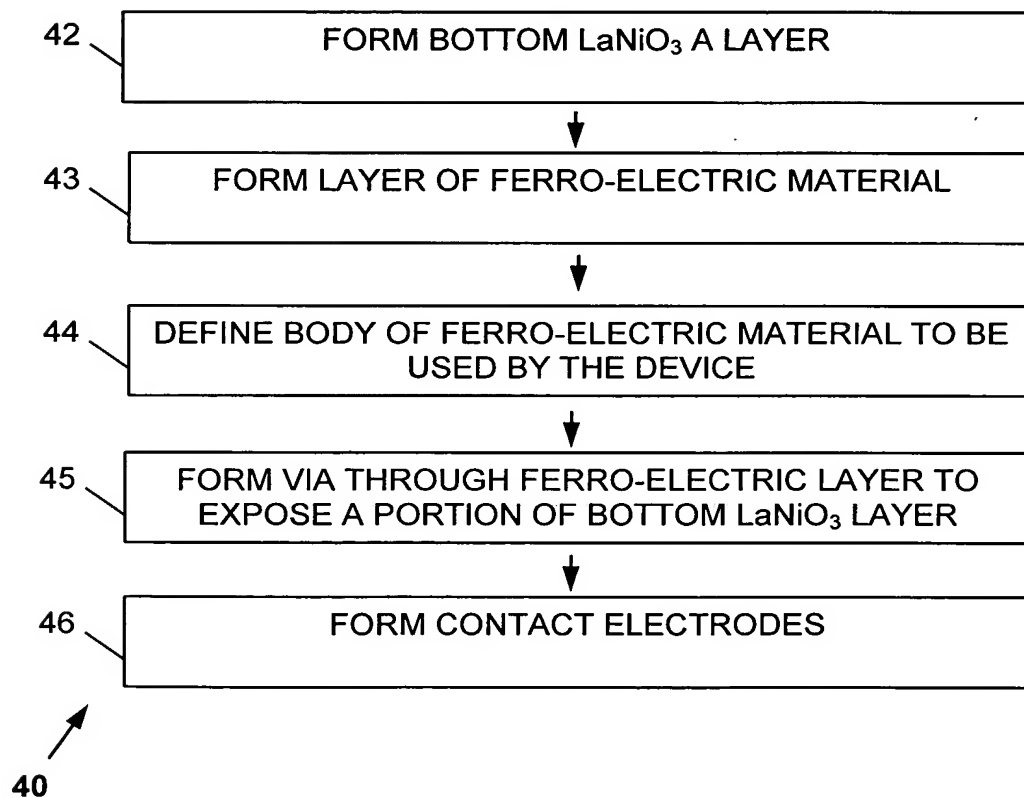 42
FORM BOTTOM LaNiO₃ A LAYER
43
FORM LAYER OF FERRO-ELECTRIC MATERIAL
44
DEFINE BODY OF FERRO-ELECTRIC MATERIAL TO BE
USED BY THE DEVICE
45
FORM VIA THROUGH FERRO-ELECTRIC LAYER TO
EXPOSE A PORTION OF BOTTOM LaNiO₃ LAYER
46
FORM CONTACT ELECTRODES
40